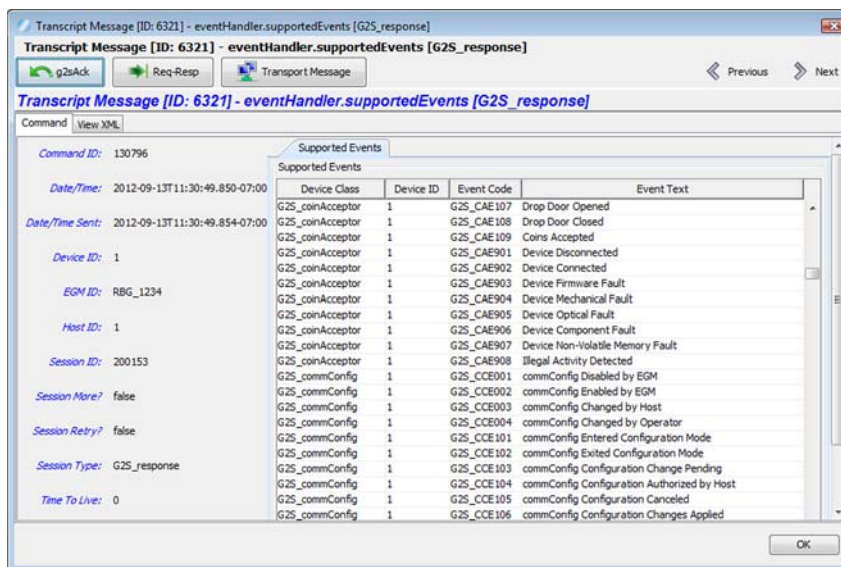 Transcript Message [ID: 6321] - eventHandler.supportedEvents [G2S_response]
Transcript Message [ID: 6321] - eventHandler.supportedEvents [G2S_response]
g2sAck Req-Resp Transport Message Previous Next
Transcript Message [ID: 6321] - eventHandler.supportedEvents [G2S_response]
Command View XML
Command ID: 130796
Date/Time: 2012-09-13T11:30:49.850-07:00
Date/Time Sent: 2012-09-13T11:30:49.854-07:00
Device ID: 1
EGM ID: RBG_1234
Host ID: 1
Session ID: 200153
Session More? false
Session Retry? false
Session Type: G2S_response
Time To Live: 0
Supported Events
Supported Events
Device Class Device ID Event Code Event Text
G2S_coinAcceptor 1 G2S_CAE107 Drop Door Opened
G2S_coinAcceptor 1 G2S_CAE108 Drop Door Closed
G2S_coinAcceptor 1 G2S_CAE109 Coins Accepted
G2S_coinAcceptor 1 G2S_CAE901 Device Disconnected
G2S_coinAcceptor 1 G2S_CAE902 Device Connected
G2S_coinAcceptor 1 G2S_CAE903 Device Firmware Fault
G2S_coinAcceptor 1 G2S_CAE904 Device Mechanical Fault
G2S_coinAcceptor 1 G2S_CAE905 Device Optical Fault
G2S_coinAcceptor 1 G2S_CAE906 Device Component Fault
G2S_coinAcceptor 1 G2S_CAE907 Device Non-Volatile Memory Fault
G2S_coinAcceptor 1 G2S_CAE908 Illegal Activity Detected
G2S_commConfig 1 G2S_CCE001 commConfig Disabled by EGM
G2S_commConfig 1 G2S_CCE002 commConfig Enabled by EGM
G2S_commConfig 1 G2S_CCE003 commConfig Changed by Host
G2S_commConfig 1 G2S_CCE004 commConfig Changed by Operator
G2S_commConfig 1 G2S_CCE101 commConfig Entered Configuration Mode
G2S_commConfig 1 G2S_CCE102 commConfig Exited Configuration Mode
G2S_commConfig 1 G2S_CCE103 commConfig Configuration Change Pending
G2S_commConfig 1 G2S_CCE104 commConfig Configuration Authorized by Host
G2S_commConfig 1 G2S_CCE105 commConfig Configuration Canceled
G2S_commConfig 1 G2S_CCE106 commConfig Configuration Changes Applied
OK